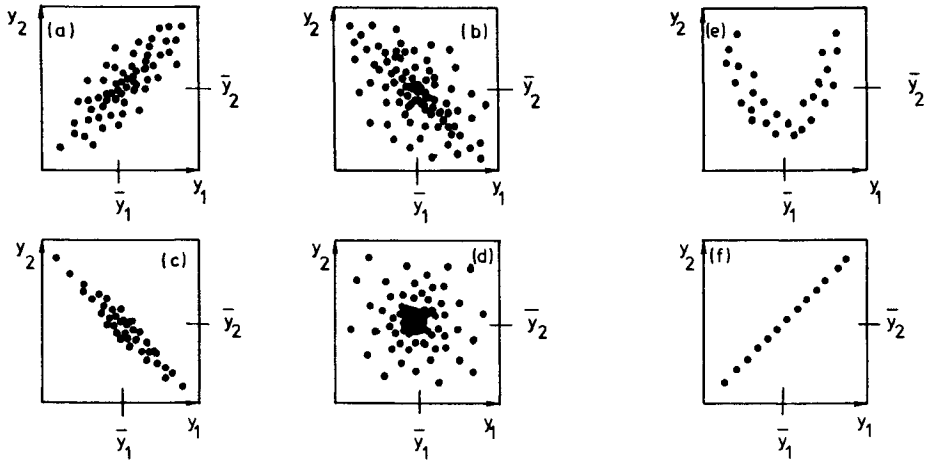 y₂ (a) ȳ₂ y₁ ȳ₁
y₂ (b) ȳ₂ y₁ ȳ₁
y₂ (e) ȳ₂ y₁ ȳ₁
y₂ (c) ȳ₂ y₁ ȳ₁
y₂ (d) ȳ₂ y₁ ȳ₁
y₂ (f) ȳ₂ y₁ ȳ₁